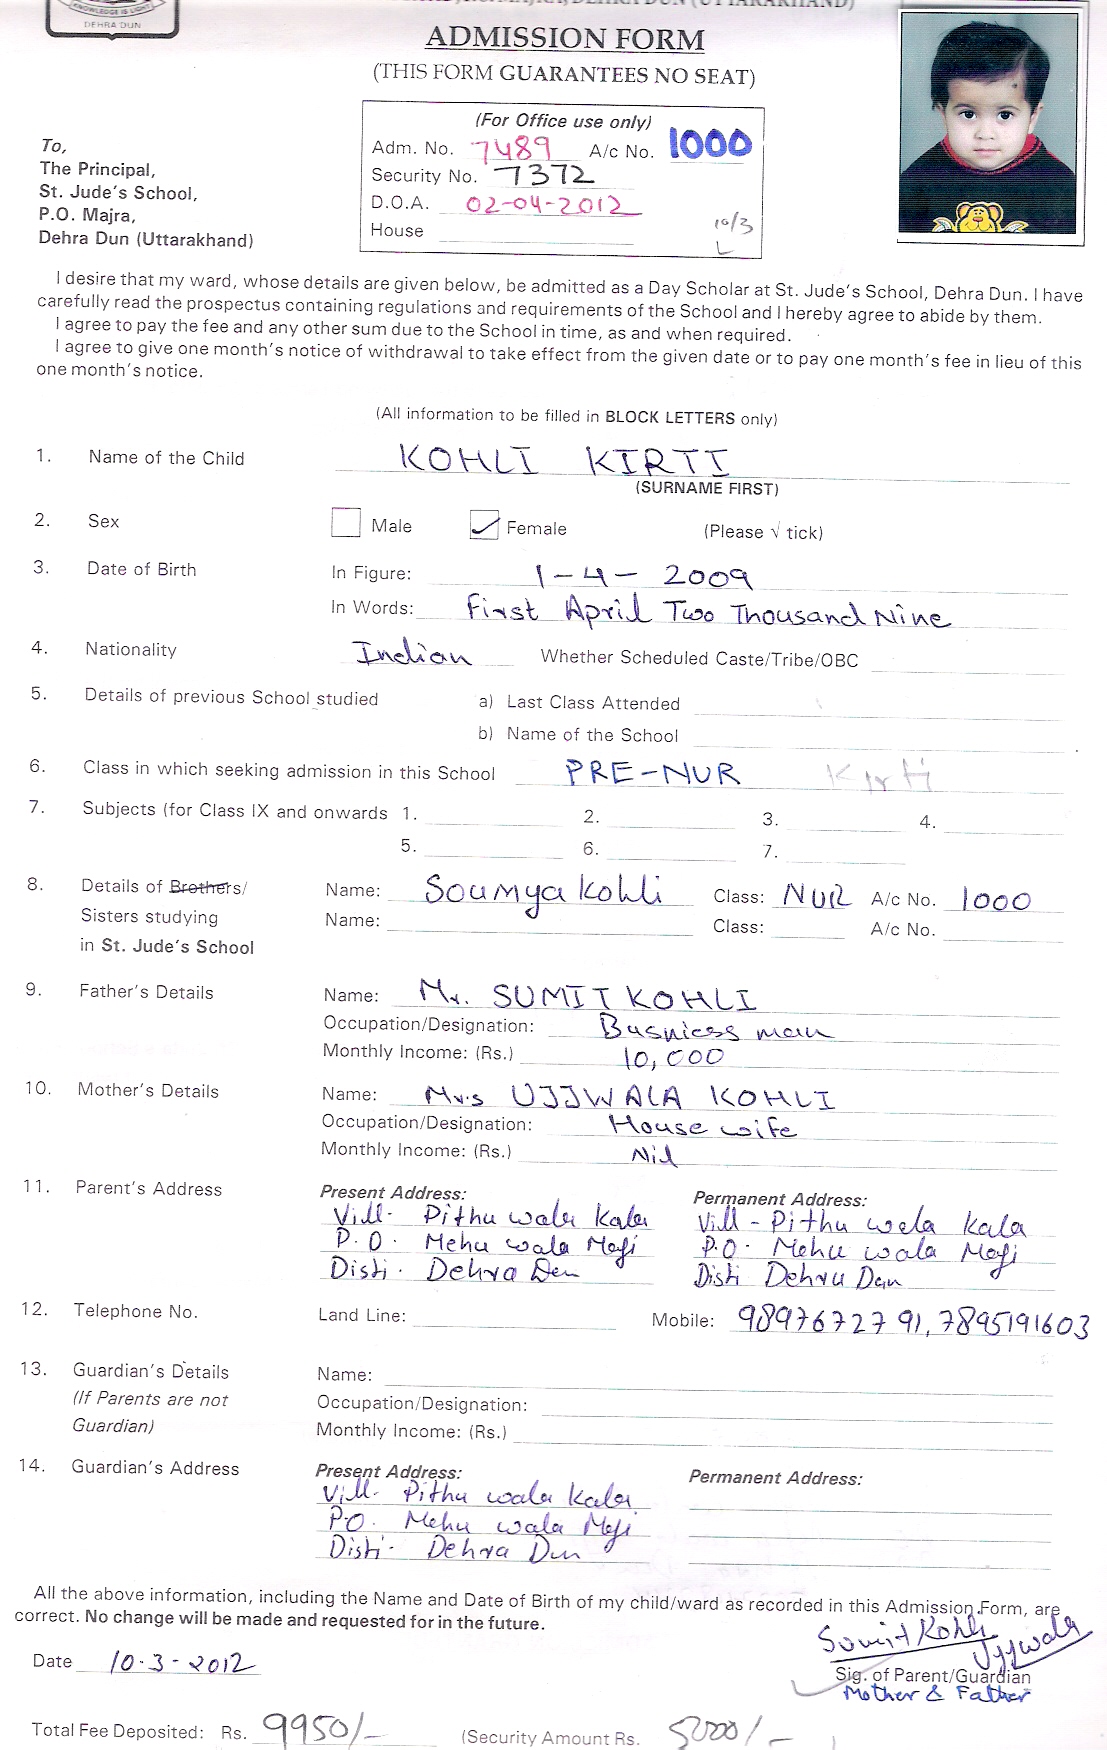 KNOWLEDGE IS LIGHT
DEHRA DUN
ADMISSION FORM
(THIS FORM GUARANTEES NO SEAT)
(For Office use only)
Adm. No. 7489 A/c No. 1000
Security No. 7372
D.O.A. 02-04-2012
House
10/3
To,
The Principal,
St. Jude's School,
P.O. Majra,
Dehra Dun (Uttarakhand)
I desire that my ward, whose details are given below, be admitted as a Day Scholar at St. Jude's School, Dehra Dun. I have
carefully read the prospectus containing regulations and requirements of the School and I hereby agree to abide by them.
I agree to pay the fee and any other sum due to the School in time, as and when required.
I agree to give one month's notice of withdrawal to take effect from the given date or to pay one month's fee in lieu of this
one month's notice.
(All information to be filled in BLOCK LETTERS only)
1. Name of the Child KOHLI KIRTI
(SURNAME FIRST)
2. Sex Male Female (Please √ tick)
3. Date of Birth In Figure: 1-4-2009
In Words: First April Two Thousand Nine
4. Nationality Indian Whether Scheduled Caste/Tribe/OBC
5. Details of previous School studied a) Last Class Attended
b) Name of the School
6. Class in which seeking admission in this School PRE-NUR Kirti
7. Subjects (for Class IX and onwards 1. 2. 3. 4.
5. 6. 7.
8. Details of Brothers/ Name: Soumya Kohli Class: NUR A/c No. 1000
Sisters studying Name: Class: A/c No.
in St. Jude's School
9. Father's Details Name: Mr. SUMIT KOHLI
Occupation/Designation: Busniess man
Monthly Income: (Rs.) 10,000
10. Mother's Details Name: Mrs UJJWALA KOHLI
Occupation/Designation: House wife
Monthly Income: (Rs.) Nil
11. Parent's Address Present Address: Permanent Address:
Vill- Pithu wala Kala Vill - Pithu wela Kala
P.O. Mehu wala Mafi P.O. Mehu wala Mafi
Disti. Dehra Dun Disti Dehra Dun
12. Telephone No. Land Line: Mobile: 9897672791, 7895191603
13. Guardian's Details Name:
(If Parents are not Occupation/Designation:
Guardian) Monthly Income: (Rs.)
14. Guardian's Address Present Address: Permanent Address:
Vill- Pithu wala Kala
P.O. Mehu wala Mafi
Disti- Dehra Dun
All the above information, including the Name and Date of Birth of my child/ward as recorded in this Admission Form, are
correct. No change will be made and requested for in the future.
Sumit Kohli Ujjwala
Date 10-3-2012 Sig. of Parent/Guardian
Mother & Father
Total Fee Deposited: Rs. 9950/- (Security Amount Rs. 5000/-